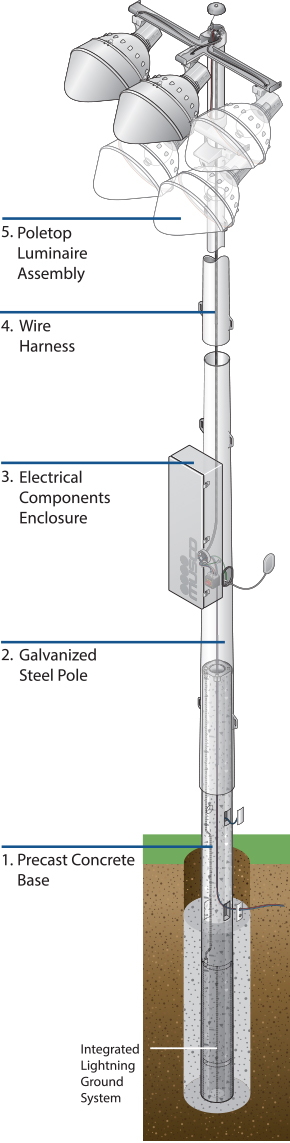 5. Poletop
Luminaire
Assembly
4. Wire
Harness
3. Electrical
Components
Enclosure
MUSCO
2. Galvanized
Steel Pole
1. Precast Concrete
Base
Integrated
Lightning
Ground
System